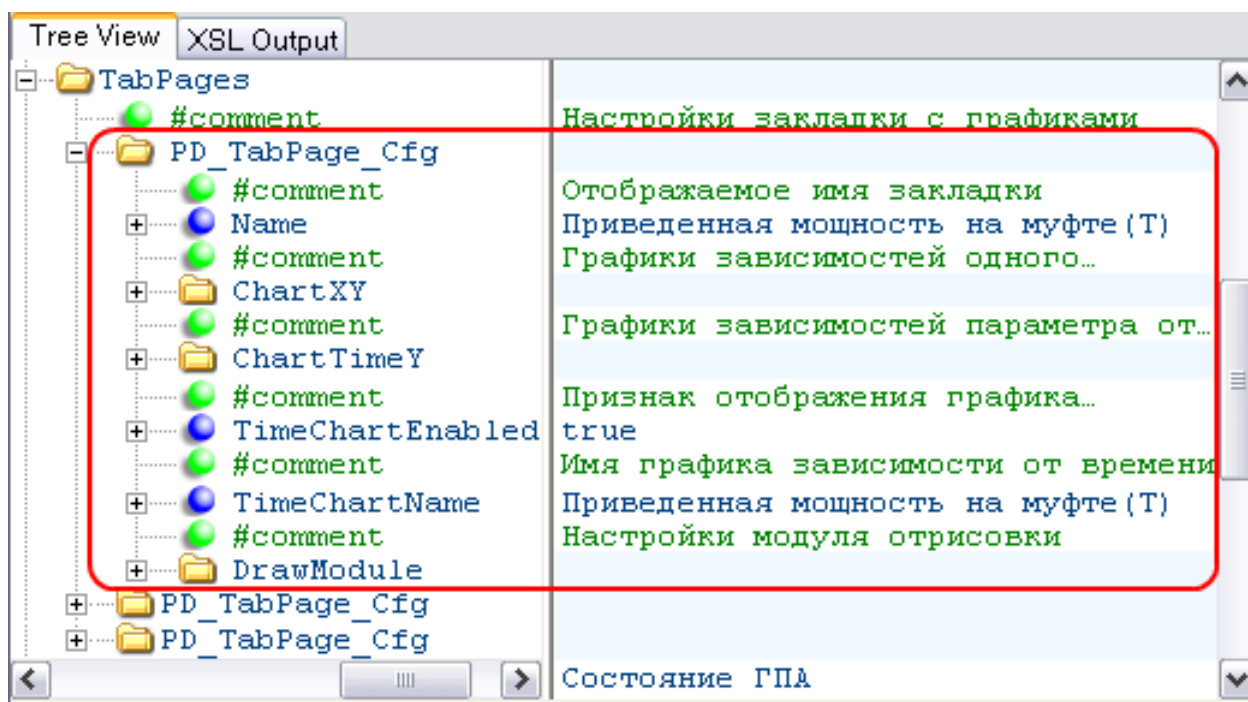 Tree View XSL Output
TabPages
#comment Настройки закладки с графиками
PD_TabPage_Cfg
#comment Отображаемое имя закладки
Name Приведенная мощность на муфте(Т)
#comment Графики зависимостей одного…
ChartXY
#comment Графики зависимостей параметра от…
ChartTimeY
#comment Признак отображения графика…
TimeChartEnabled true
#comment Имя графика зависимости от времени
TimeChartName Приведенная мощность на муфте(Т)
#comment Настройки модуля отрисовки
DrawModule
PD_TabPage_Cfg
PD_TabPage_Cfg
Состояние ГПА